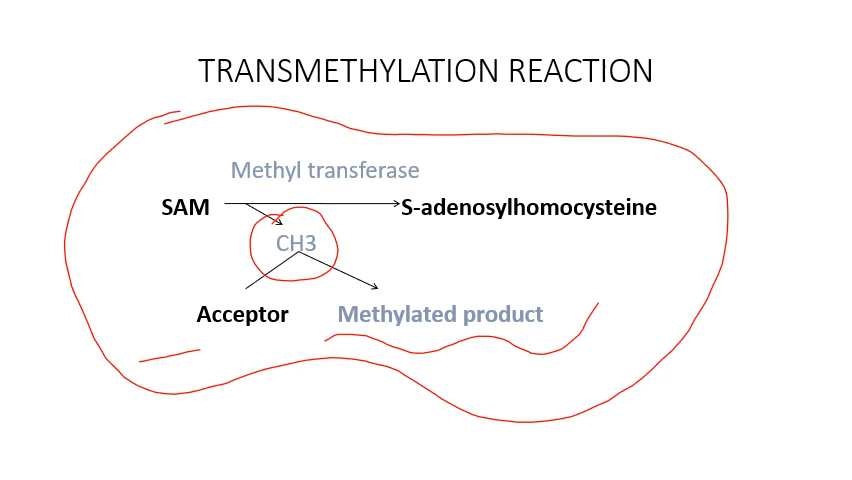 TRANSMETHYLATION REACTION
Methyl transferase
SAM S-adenosylhomocysteine
CH3
Acceptor Methylated product